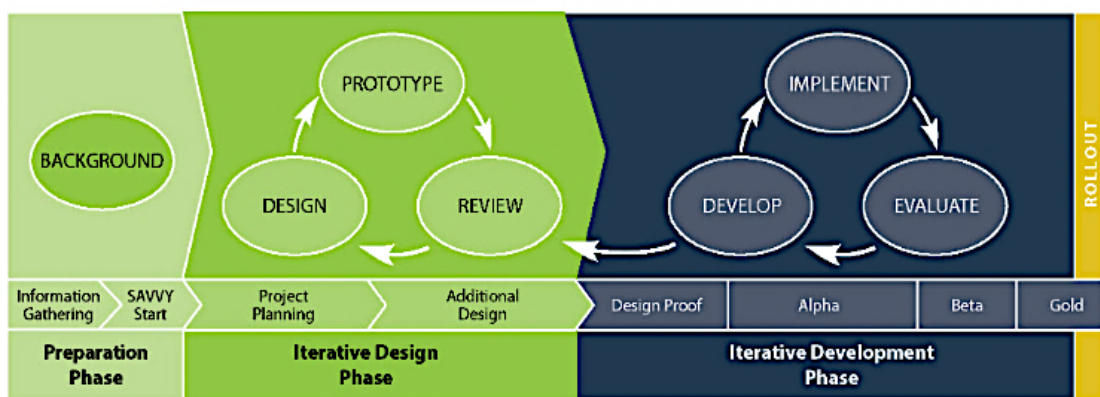 PROTOTYPE
BACKGROUND
DESIGN
REVIEW
IMPLEMENT
DEVELOP
EVALUATE
ROLLOUT
Information
Gathering
SAVVY
Start
Project
Planning
Additional
Design
Design Proof
Alpha
Beta
Gold
Preparation
Phase
Iterative Design
Phase
Iterative Development
Phase